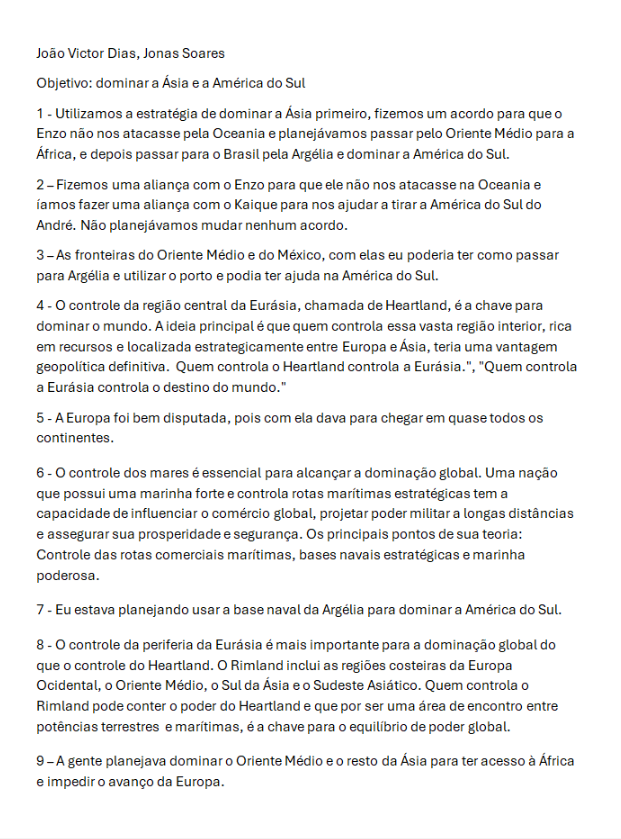 João Victor Dias, Jonas Soares
Objetivo: dominar a Ásia e a América do Sul
1 - Utilizamos a estratégia de dominar a Ásia primeiro, fizemos um acordo para que o
Enzo não nos atacasse pela Oceania e planejávamos passar pelo Oriente Médio para a
África, e depois passar para o Brasil pela Argélia e dominar a América do Sul.
2 – Fizemos uma aliança com o Enzo para que ele não nos atacasse na Oceania e
íamos fazer uma aliança com o Kaique para nos ajudar a tirar a América do Sul do
André. Não planejávamos mudar nenhum acordo.
3 – As fronteiras do Oriente Médio e do México, com elas eu poderia ter como passar
para Argélia e utilizar o porto e podia ter ajuda na América do Sul.
4 - O controle da região central da Eurásia, chamada de Heartland, é a chave para
dominar o mundo. A ideia principal é que quem controla essa vasta região interior, rica
em recursos e localizada estrategicamente entre Europa e Ásia, teria uma vantagem
geopolítica definitiva.  Quem controla o Heartland controla a Eurásia.", "Quem controla
a Eurásia controla o destino do mundo."
5 - A Europa foi bem disputada, pois com ela dava para chegar em quase todos os
continentes.
6 - O controle dos mares é essencial para alcançar a dominação global. Uma nação
que possui uma marinha forte e controla rotas marítimas estratégicas tem a
capacidade de influenciar o comércio global, projetar poder militar a longas distâncias
e assegurar sua prosperidade e segurança. Os principais pontos de sua teoria:
Controle das rotas comerciais marítimas, bases navais estratégicas e marinha
poderosa.
7 - Eu estava planejando usar a base naval da Argélia para dominar a América do Sul.
8 - O controle da periferia da Eurásia é mais importante para a dominação global do
que o controle do Heartland. O Rimland inclui as regiões costeiras da Europa
Ocidental, o Oriente Médio, o Sul da Ásia e o Sudeste Asiático. Quem controla o
Rimland pode conter o poder do Heartland e que por ser uma área de encontro entre
potências terrestres  e marítimas, é a chave para o equilíbrio de poder global.
9 – A gente planejava dominar o Oriente Médio e o resto da Ásia para ter acesso à África
e impedir o avanço da Europa.